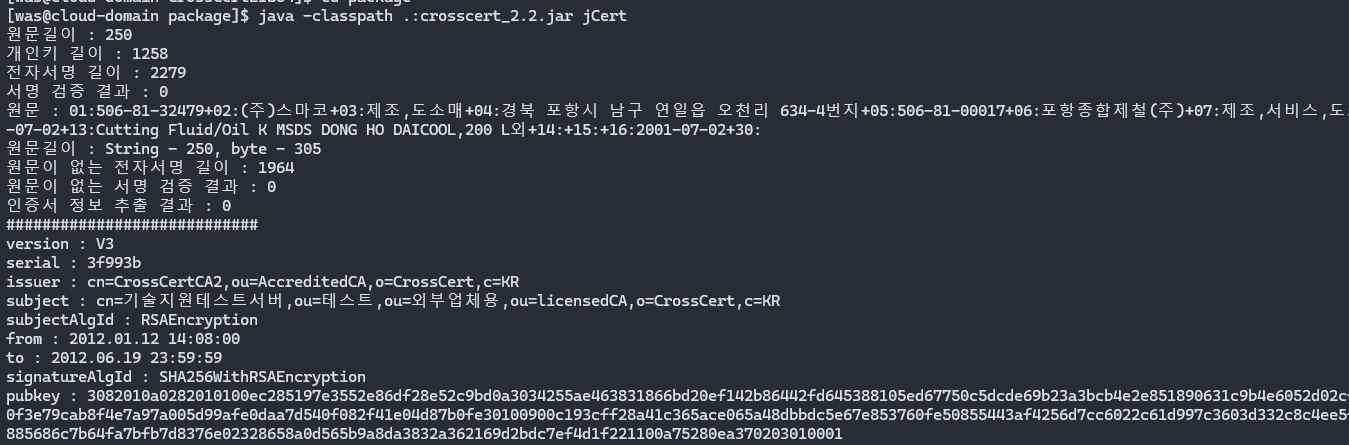 [was@cloud-domain package]$ java -classpath .:crosscert_2.2.jar jCert
원문길이 : 250
개인키 길이 : 1258
전자서명 길이 : 2279
서명 검증 결과 : 0
원문 : 01:506-81-32479+02:(주)스마코+03:제조,도소매+04:경북 포항시 남구 연일읍 오천리 634-4번지+05:506-81-00017+06:포항종합제철(주)+07:제조,서비스,도
-07-02+13:Cutting Fluid/Oil K MSDS DONG HO DAICOOL,200 L외+14:+15:+16:2001-07-02+30:
원문길이 : String - 250, byte - 305
원문이 없는 전자서명 길이 : 1964
원문이 없는 서명 검증 결과 : 0
인증서 정보 추출 결과 : 0
############################
version : V3
serial : 3f993b
issuer : cn=CrossCertCA2,ou=AccreditedCA,o=CrossCert,c=KR
subject : cn=기술지원테스트서버,ou=테스트,ou=외부업체용,ou=licensedCA,o=CrossCert,c=KR
subjectAlgId : RSAEncryption
from : 2012.01.12 14:08:00
to : 2012.06.19 23:59:59
signatureAlgId : SHA256WithRSAEncryption
pubkey : 3082010a0282010100ec285197e3552e86df28e52c9bd0a3034255ae463831866bd20ef142b86442fd645388105ed67750c5dcde69b23a3bcb4e2e851890631c9b4e6052d02c
0f3e79cab8f4e7a97a005d99afe0daa7d540f082f41e04d87b0fe30100900c193cff28a41c365ace065a48dbbdc5e67e853760fe50855443af4256d7cc6022c61d997c3603d332c8c4ee5
885686c7b64fa7bfb7d8376e02328658a0d565b9a8da3832a362169d2bdc7ef4d1f221100a75280ea370203010001